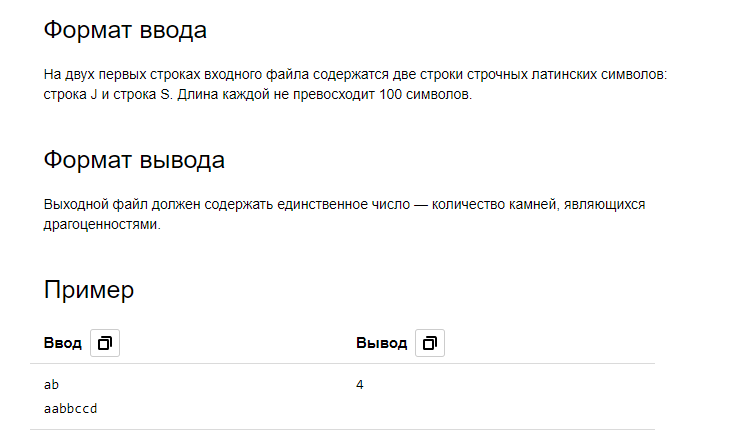 Формат ввода
На двух первых строках входного файла содержатся две строки строчных латинских символов:
строка J и строка S. Длина каждой не превосходит 100 символов.
Формат вывода
Выходной файл должен содержать единственное число — количество камней, являющихся
драгоценностями.
Пример
Ввод Вывод
ab 4
aabbccd